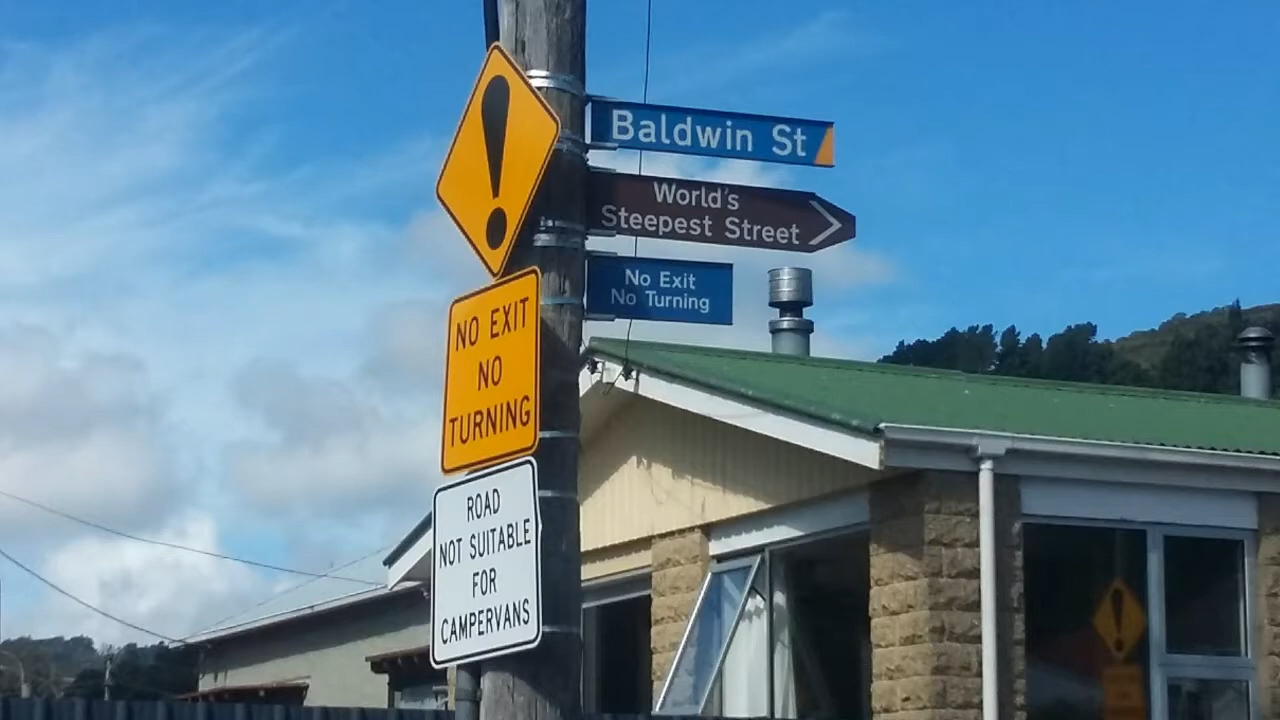 Baldwin St
World's
Steepest Street
No Exit
No Turning
!
NO EXIT
NO
TURNING
ROAD
NOT SUITABLE
FOR
CAMPERVANS